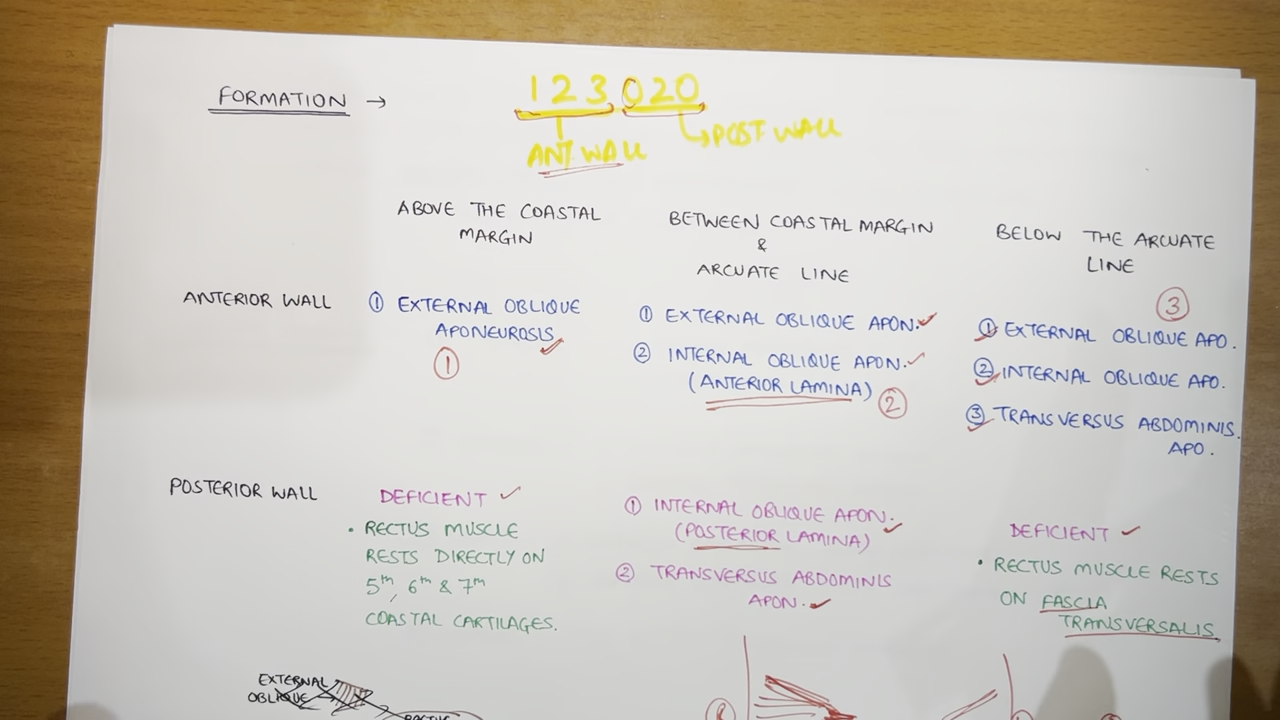 FORMATION →
123 020
ANT WALL
POST WALL
ABOVE THE COASTAL
MARGIN
BETWEEN COASTAL MARGIN
&
ARCUATE LINE
BELOW THE ARCUATE
LINE
ANTERIOR WALL
① EXTERNAL OBLIQUE
APONEUROSIS
①
① EXTERNAL OBLIQUE APON.
② INTERNAL OBLIQUE APON.
(ANTERIOR LAMINA)
②
③
① EXTERNAL OBLIQUE APO.
② INTERNAL OBLIQUE APO.
③ TRANSVERSUS ABDOMINIS.
APO.
POSTERIOR WALL
DEFICIENT
• RECTUS MUSCLE
RESTS DIRECTLY ON
5th, 6th & 7th
COASTAL CARTILAGES.
① INTERNAL OBLIQUE APON.
(POSTERIOR LAMINA)
② TRANSVERSUS ABDOMINIS
APON.
DEFICIENT
• RECTUS MUSCLE RESTS
ON FASCIA
TRANSVERSALIS
EXTERNAL
OBLIQUE
RECTUS